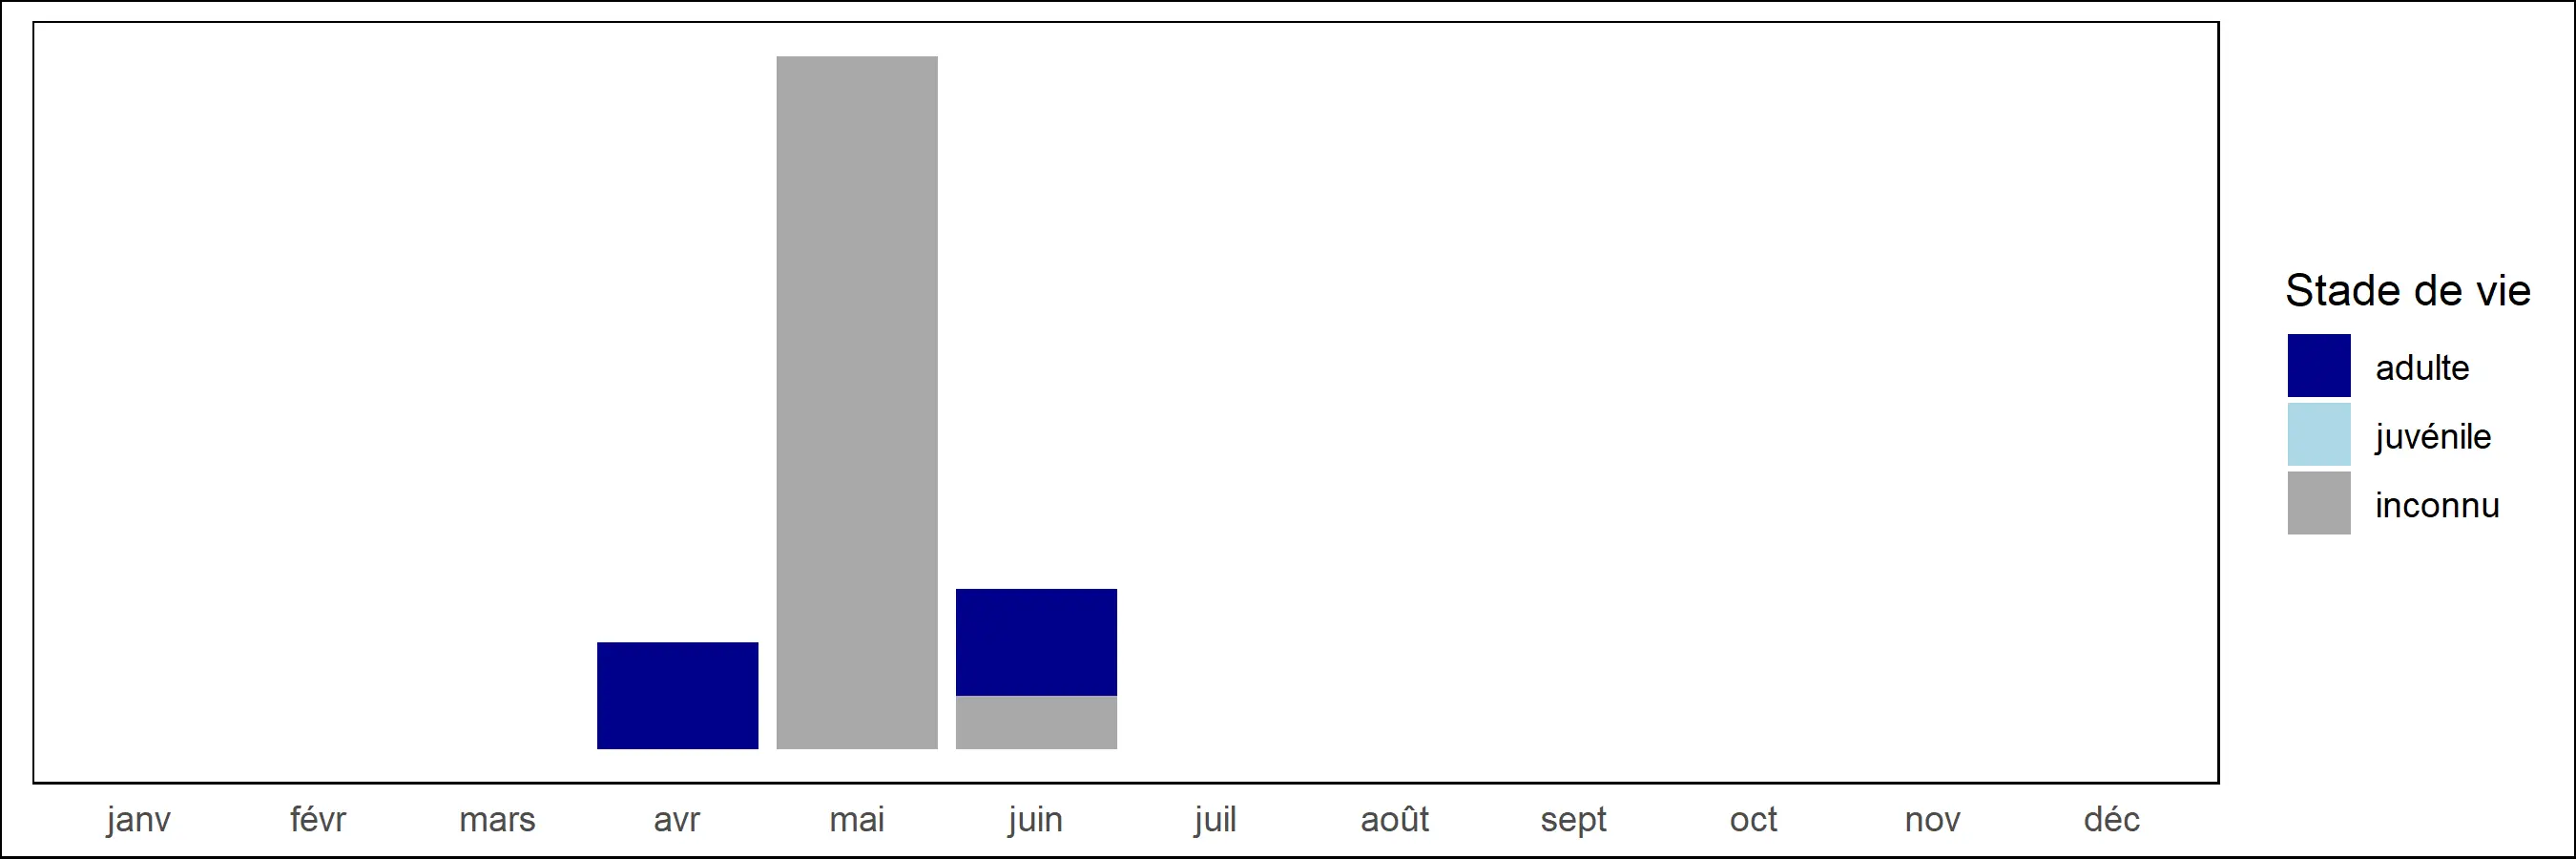 Stade de vie
adulte
juvénile
inconnu
janv févr mars avr mai juin juil août sept oct nov déc